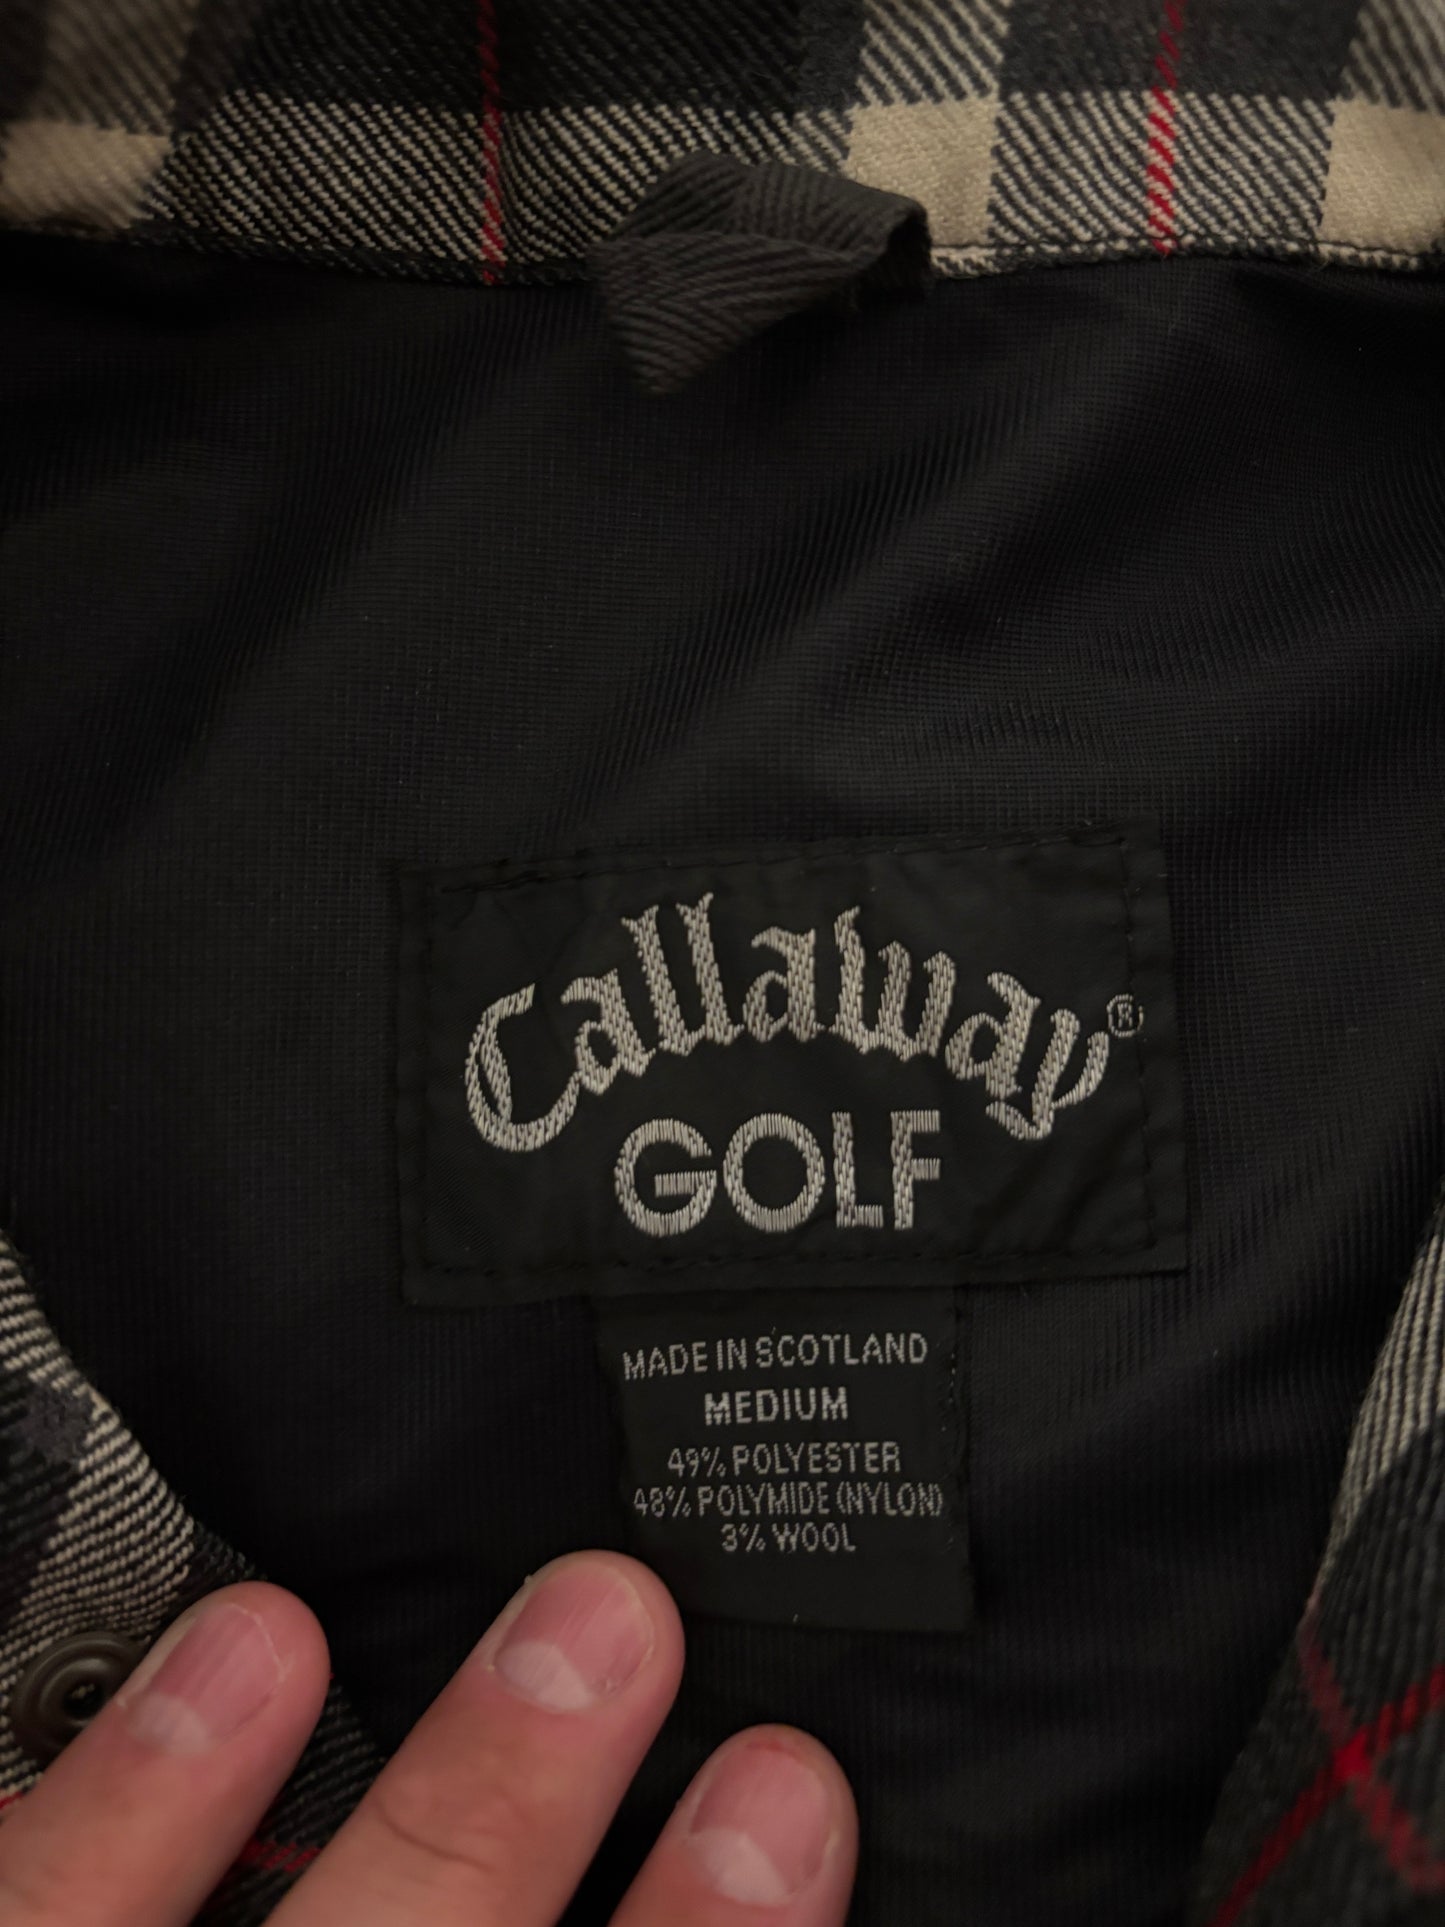 Callaway®
GOLF
MADE IN SCOTLAND
MEDIUM
49% POLYESTER
48% POLYMIDE (NYLON)
3% WOOL